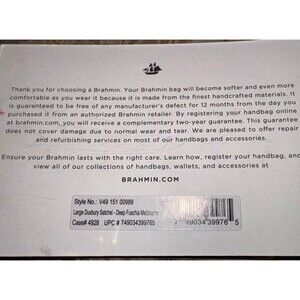 Thank you for choosing a Brahmin. Your Brahmin bag will become softer and even more
comfortable as you wear it because it is made from the finest handcrafted materials. It
is guaranteed to be free of any manufacturer's defect for 12 months from the day you
purchased it from an authorized Brahmin retailer. By registering your handbag online
at brahmin.com, you will receive a complementary two-year guarantee. This guarantee
does not cover damage due to normal wear and tear. We are pleased to offer repair
and refurbishing services on most of our handbags and accessories.
Ensure your Brahmin lasts with the right care. Learn how, register your handbag, and
view all of our collections of handbags, wallets, and accessories at
BRAHMIN.COM
Style No.: V49 151 00989
Large Duxbury Satchel - Deep Fuschia Melbourne
Case# 4928 UPC # 749034399765
7 49034 39976 5